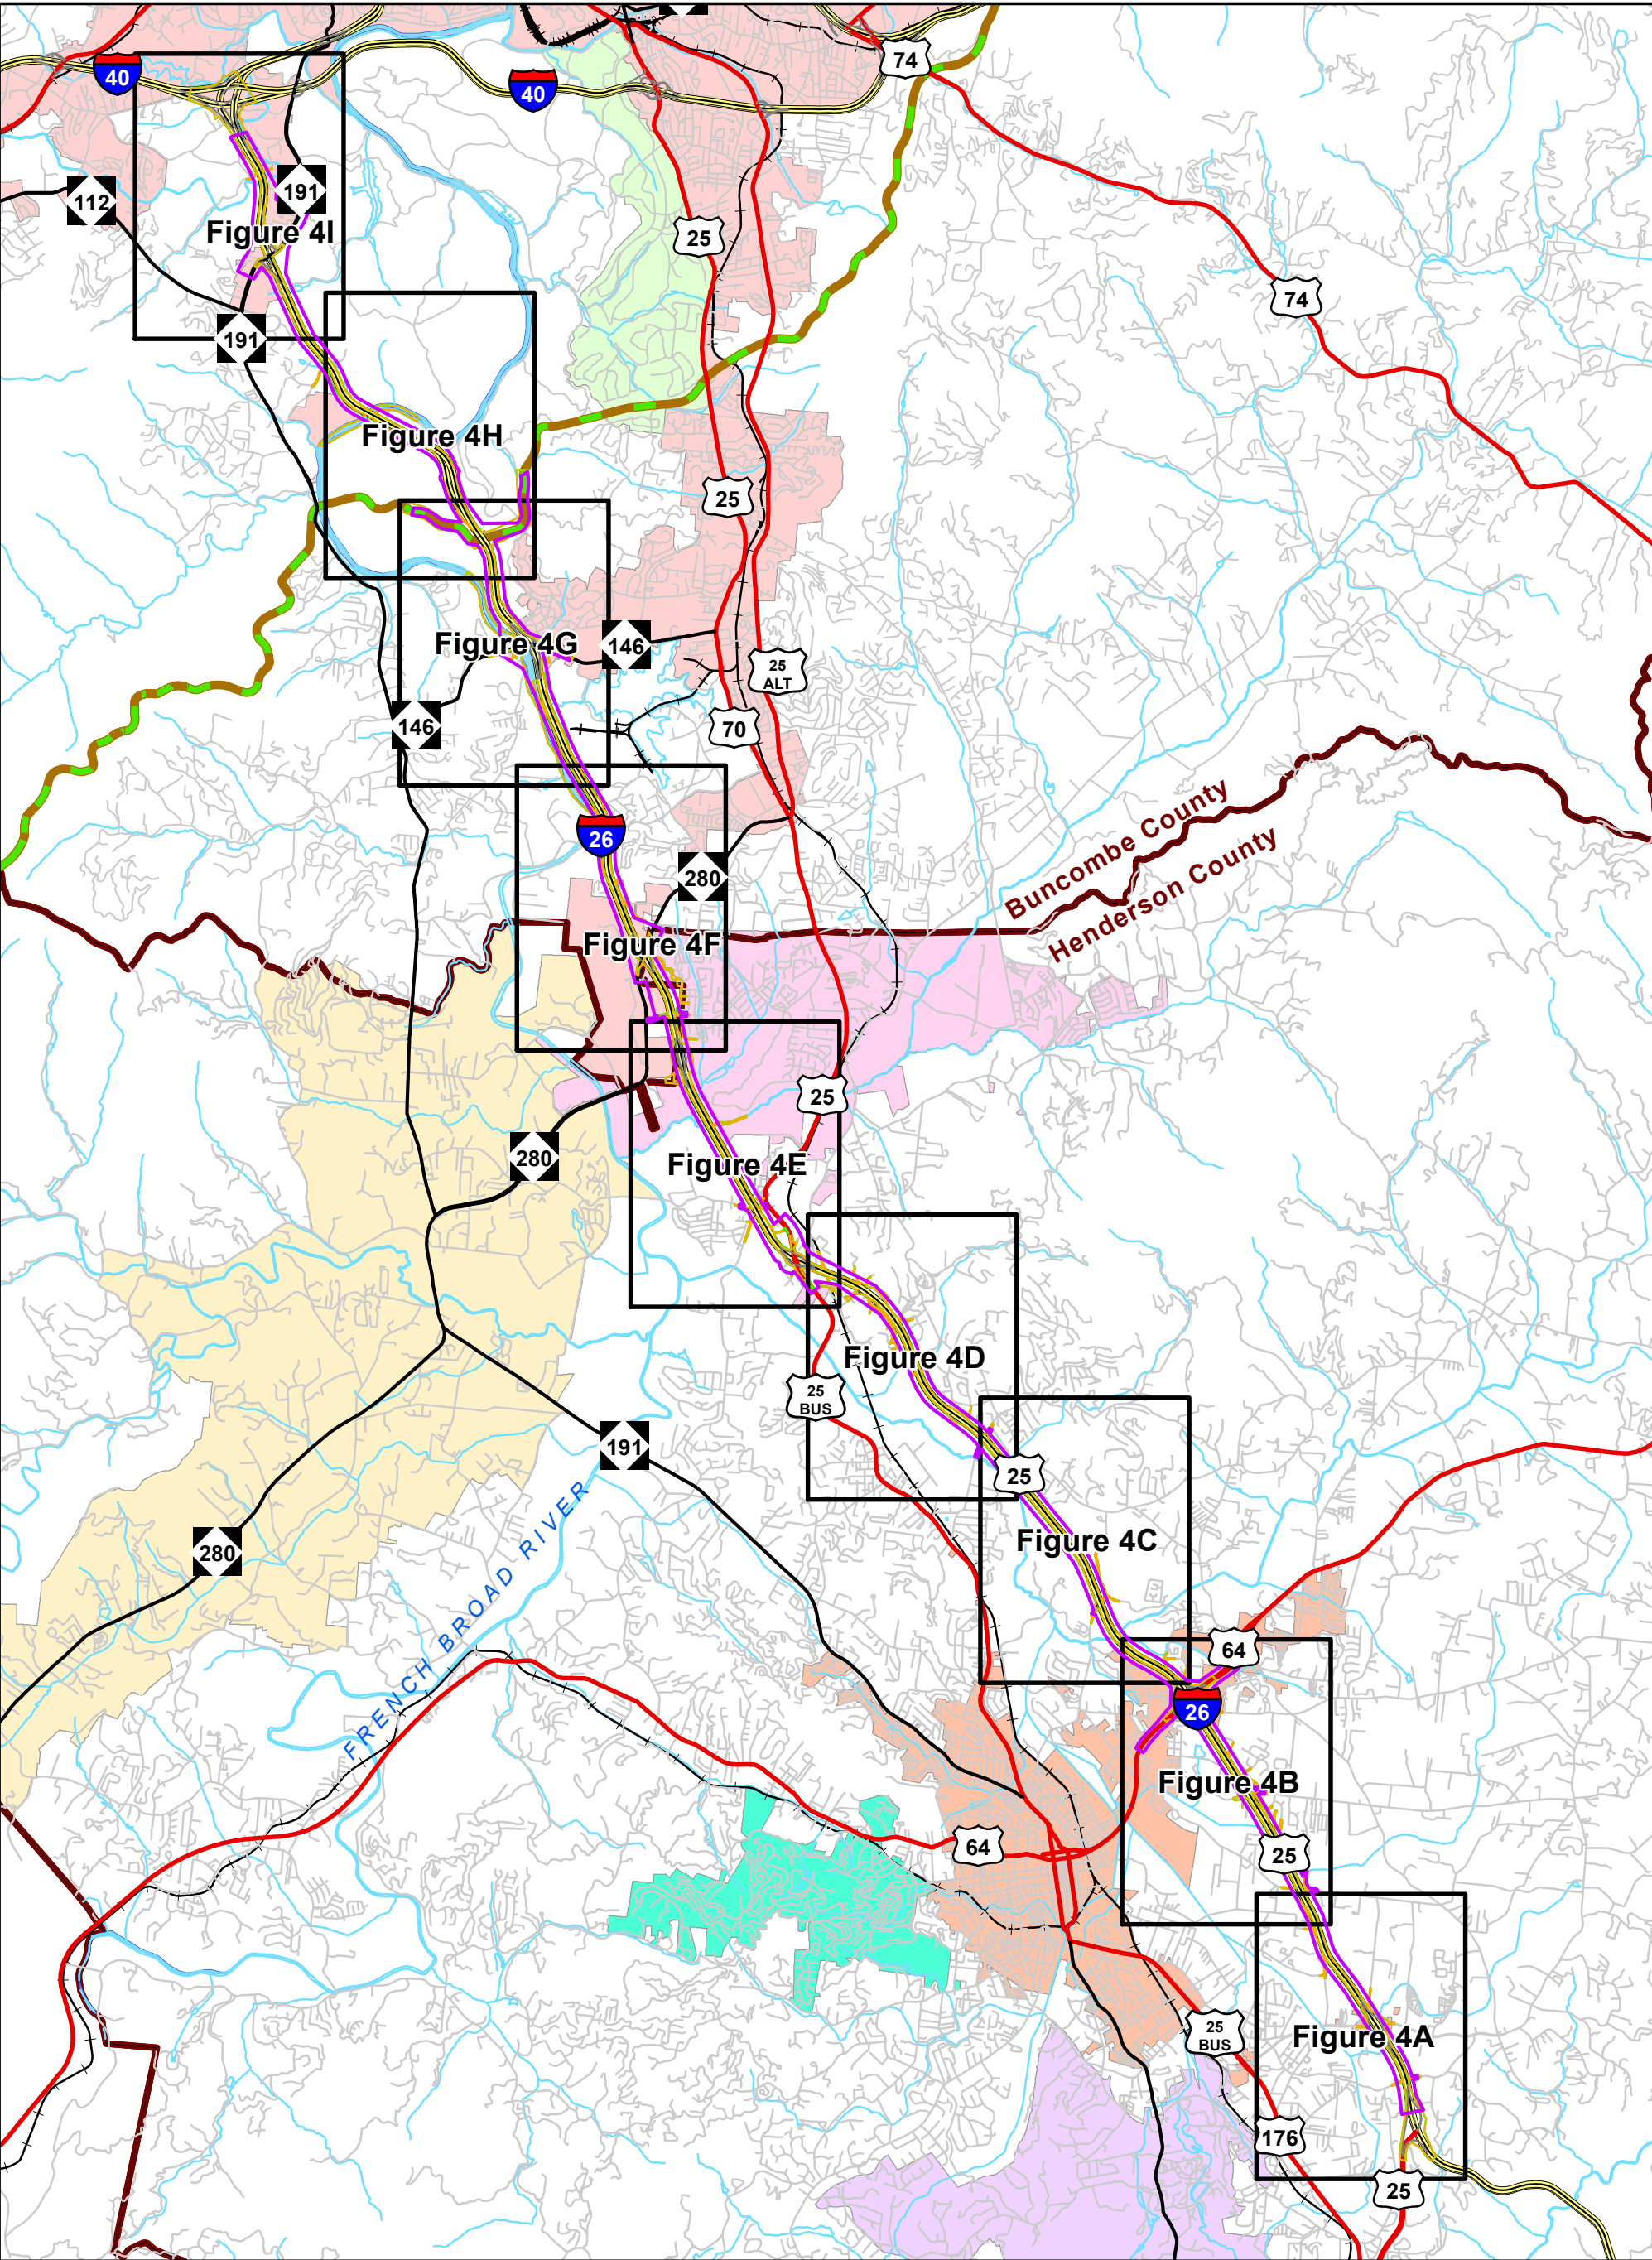 74
40
40
191
112
Figure 4I
25
74
191
Figure 4H
25
Figure 4G
146
25
ALT
146
70
26
Buncombe County
280
Henderson County
Figure 4F
25
280
Figure 4E
Figure 4D
25
BUS
191
25
Figure 4C
280
FRENCH BROAD RIVER
64
26
Figure 4B
64
25
25
BUS
Figure 4A
176
25